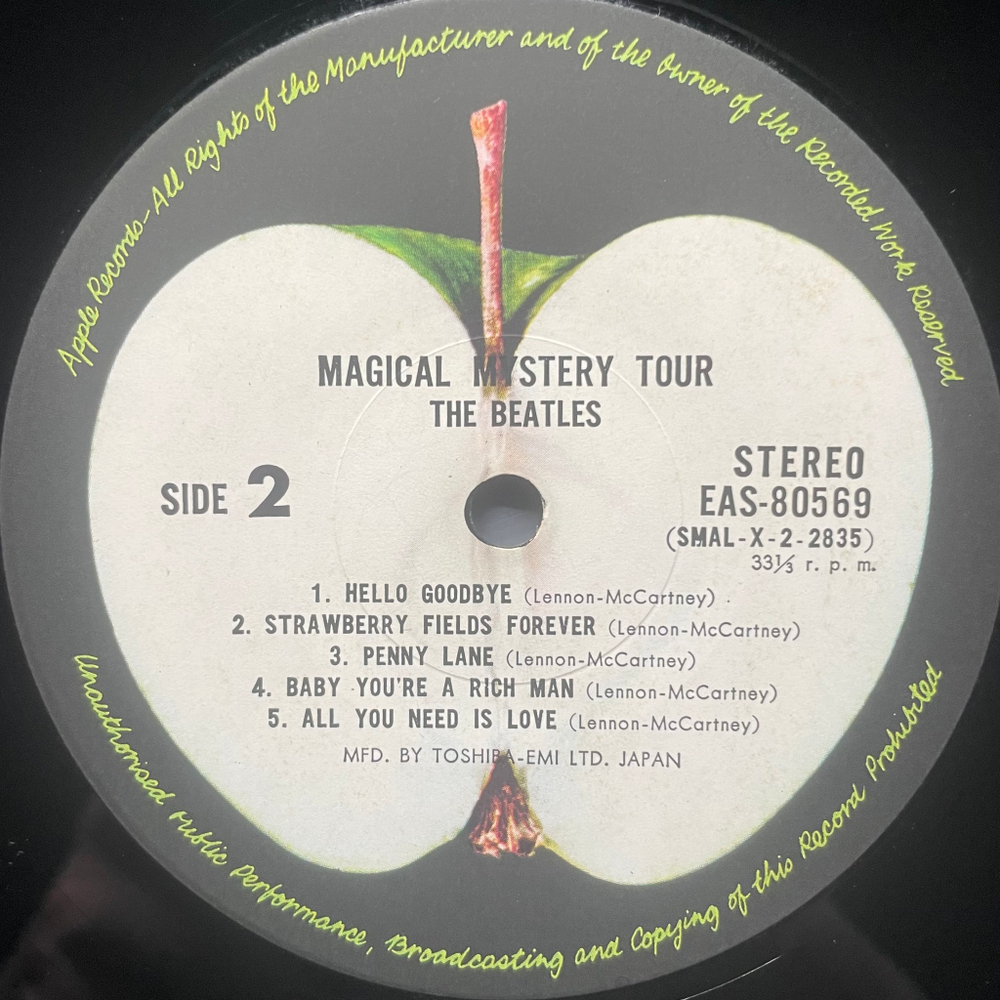 Apple Records-All Rights of the Manufacturer and of the Owner of the Recorded Work Reserved
MAGICAL MYSTERY TOUR
THE BEATLES
SIDE 2
STEREO
EAS-80569
(SMAL-X-2-2835)
33⅓ r. p. m.
1. HELLO GOODBYE (Lennon-McCartney)
2. STRAWBERRY FIELDS FOREVER (Lennon-McCartney)
3. PENNY LANE (Lennon-McCartney)
4. BABY YOU'RE A RICH MAN (Lennon-McCartney)
5. ALL YOU NEED IS LOVE (Lennon-McCartney)
MFD. BY TOSHIBA-EMI LTD. JAPAN
Unauthorised Public Performance, Broadcasting and Copying of this Record Prohibited